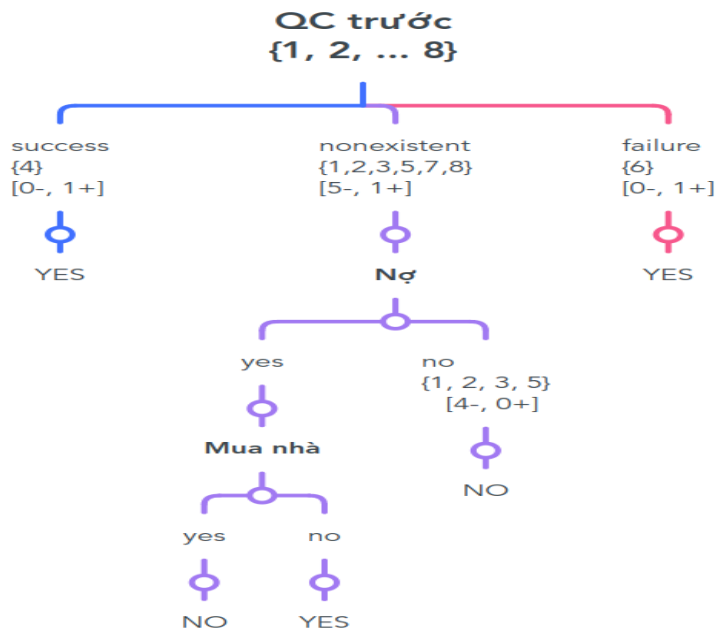 QC trước
{1, 2, ... 8}
success
{4}
[0-, 1+]
YES
nonexistent
{1,2,3,5,7,8}
[5-, 1+]
failure
{6}
[0-, 1+]
YES
Nợ
yes
no
{1, 2, 3, 5}
[4-, 0+]
NO
Mua nhà
yes
no
NO
YES